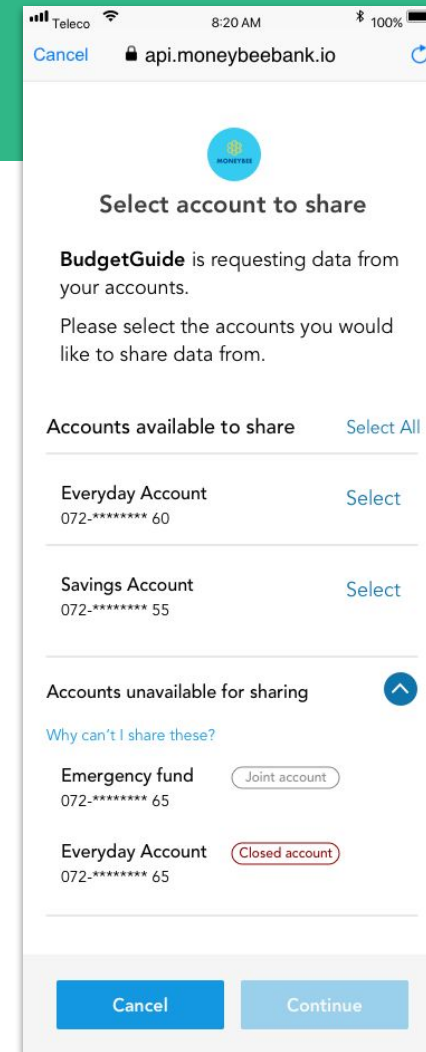 Teleco 8:20 AM 100%
Cancel api.moneybeebank.io
MONEYBEE
Select account to share
BudgetGuide is requesting data from
your accounts.
Please select the accounts you would
like to share data from.
Accounts available to share Select All
Everyday Account Select
072-******** 60
Savings Account Select
072-******** 55
Accounts unavailable for sharing
Why can't I share these?
Emergency fund Joint account
072-******** 65
Everyday Account Closed account
072-******** 65
Cancel Continue